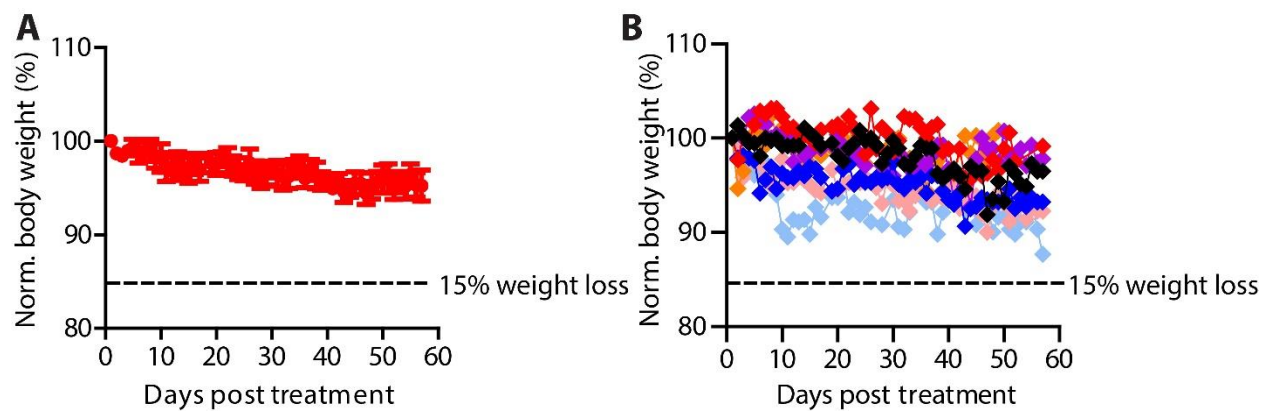 A
Norm. body weight (%)
110
100
90
80
15% weight loss
0 10 20 30 40 50 60
Days post treatment
B
Norm. body weight (%)
110
100
90
80
15% weight loss
0 10 20 30 40 50 60
Days post treatment